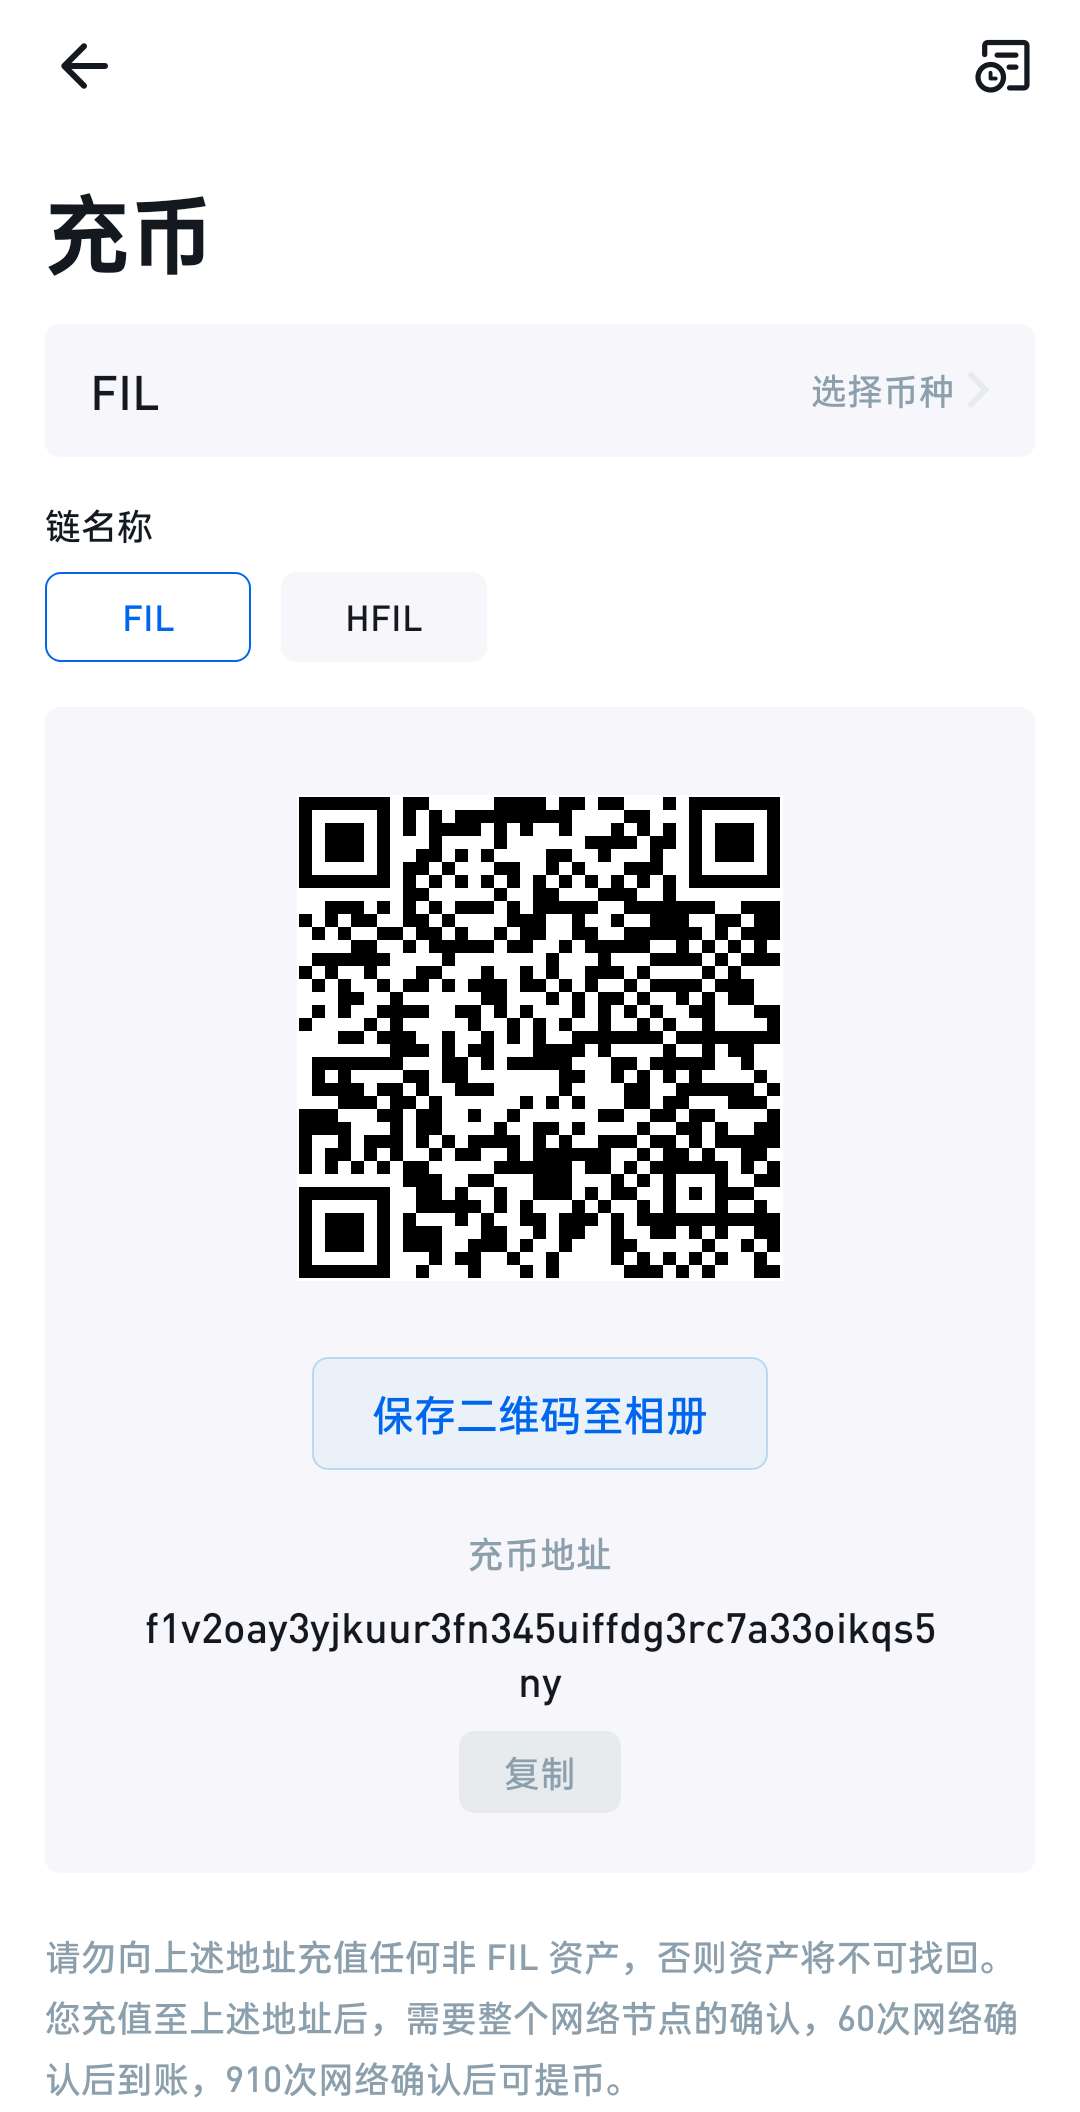 充币
FIL 选择币种
链名称
FIL HFIL
保存二维码至相册
充币地址
f1v2oay3yjkuur3fn345uiffdg3rc7a33oikqs5
ny
复制
请勿向上述地址充值任何非 FIL 资产，否则资产将不可找回。
您充值至上述地址后，需要整个网络节点的确认，60次网络确
认后到账，910次网络确认后可提币。